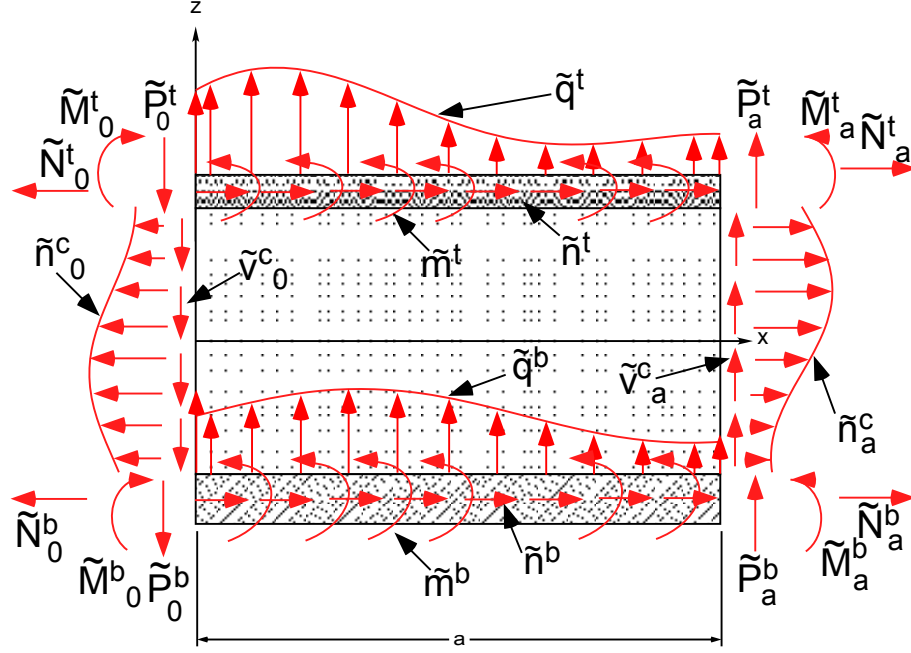 z
q̃ᵗ
M̃ᵗ₀
P̃ᵗ₀
P̃ᵗₐ
M̃ᵗₐ
Ñᵗ₀
Ñᵗₐ
ñᶜ₀
ṽᶜ₀
m̃ᵗ
ñᵗ
x
q̃ᵇ
ṽᶜₐ
ñᶜₐ
Ñᵇ₀
M̃ᵇ₀
P̃ᵇ₀
m̃ᵇ
ñᵇ
P̃ᵇₐ
M̃ᵇₐ
Ñᵇₐ
a